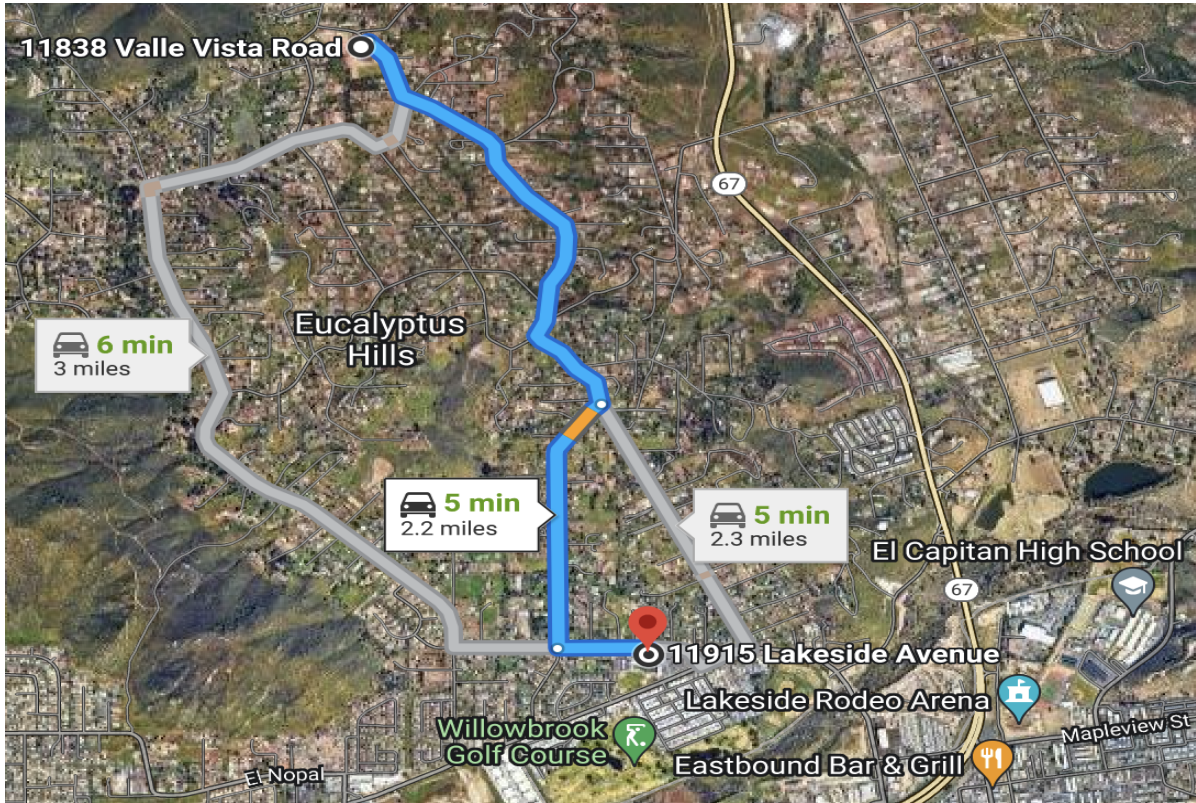 11838 Valle Vista Road
67
Eucalyptus
Hills
6 min
3 miles
5 min
2.2 miles
5 min
2.3 miles
El Capitan High School
67
11915 Lakeside Avenue
Lakeside Rodeo Arena
Willowbrook
Golf Course
Mapleview St
Eastbound Bar & Grill
El Nopal